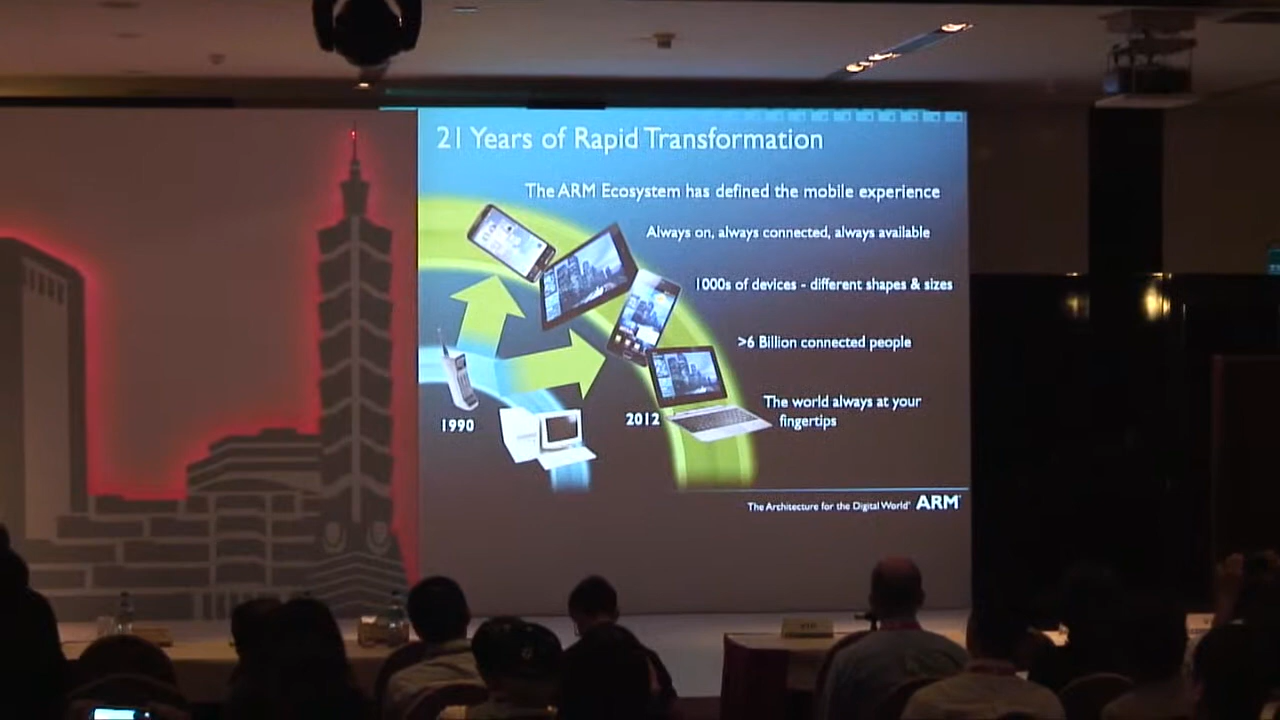 21 Years of Rapid Transformation
The ARM Ecosystem has defined the mobile experience
Always on, always connected, always available
1000s of devices - different shapes & sizes
>6 Billion connected people
The world always at your
fingertips
1990
2012
The Architecture for the Digital World® ARM®